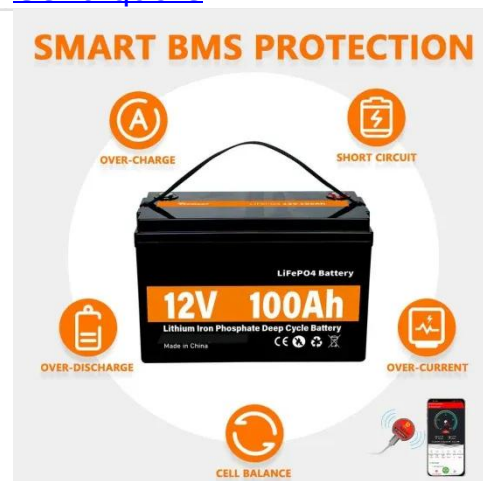 SMART BMS PROTECTION
A
OVER-CHARGE
SHORT CIRCUIT
LiFePO4 Battery
12V 100Ah
Lithium Iron Phosphate Deep Cycle Battery
Made in China
CE
OVER-DISCHARGE
OVER-CURRENT
CELL BALANCE